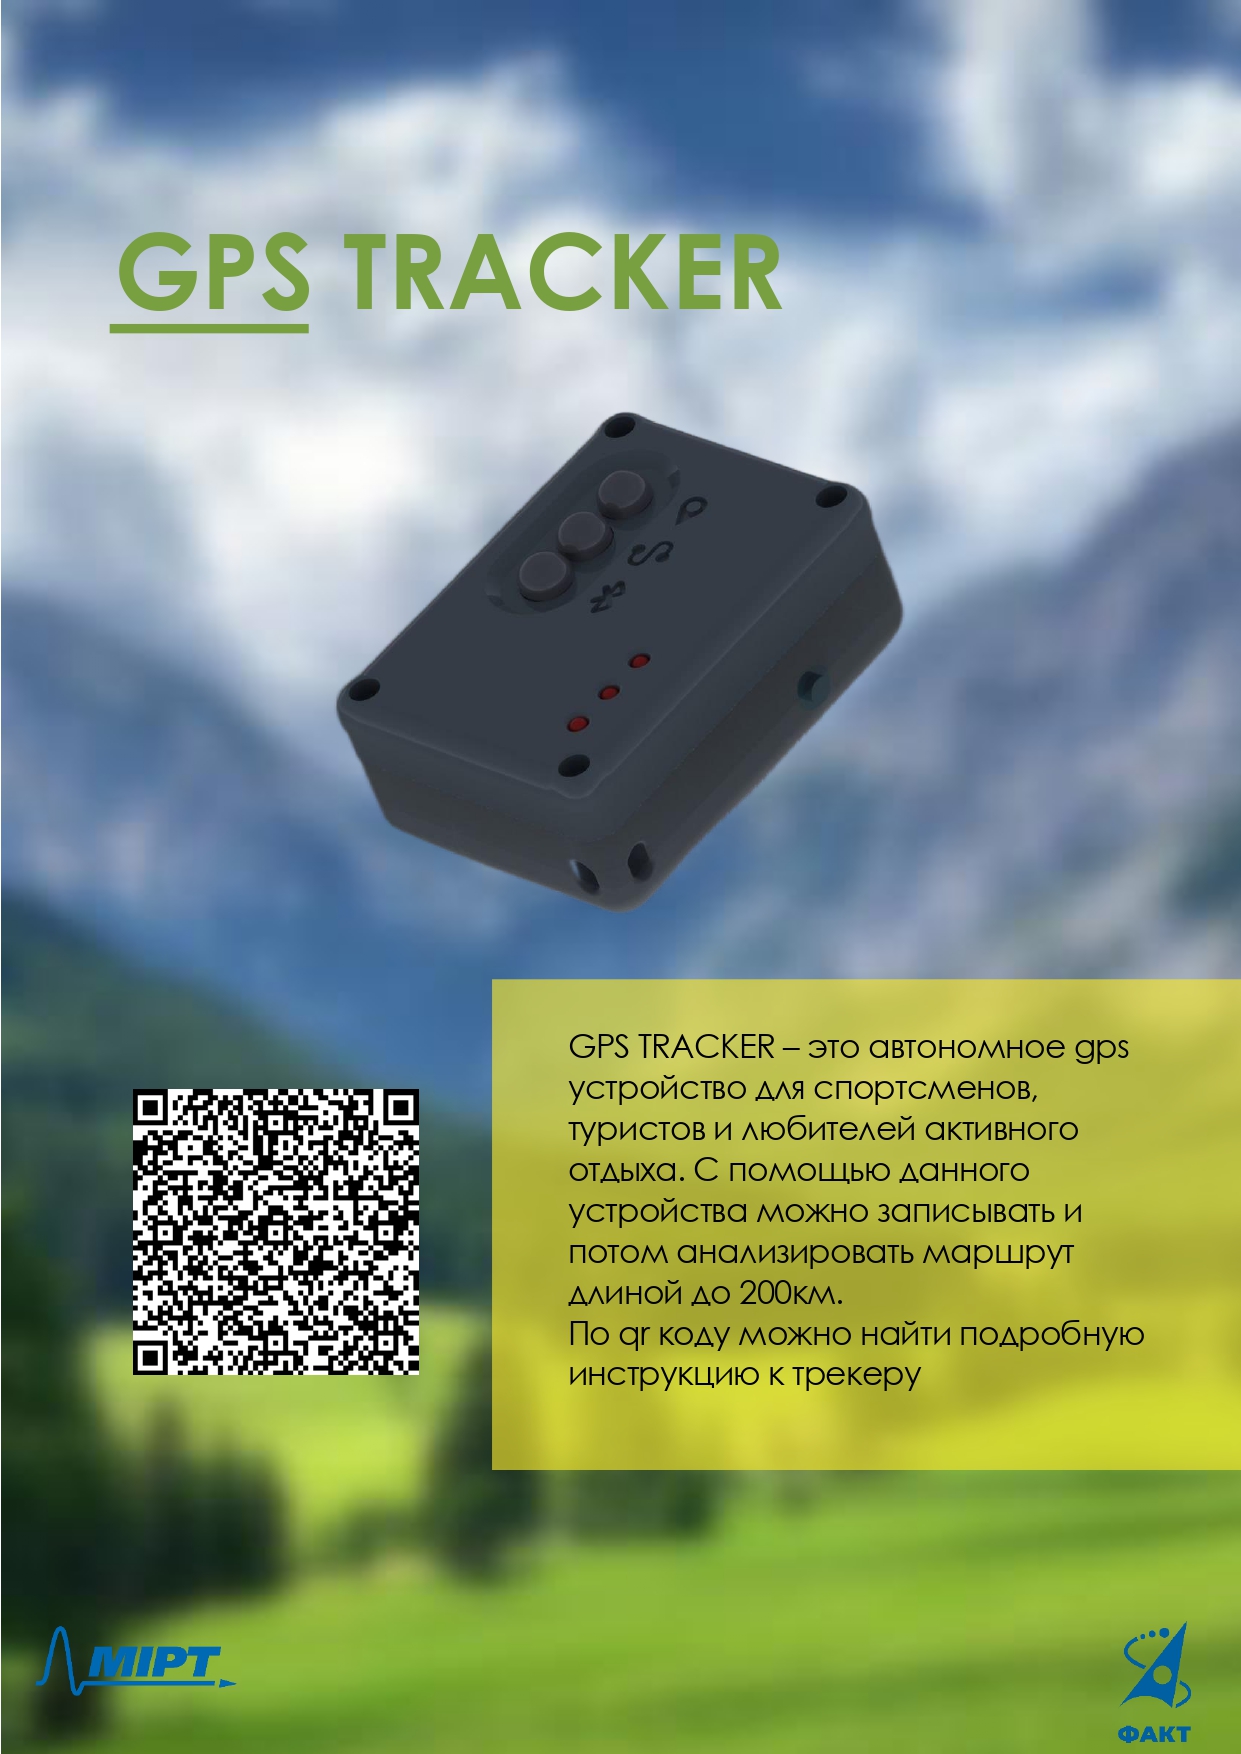 GPS TRACKER
GPS TRACKER – это автономное gps
устройство для спортсменов,
туристов и любителей активного
отдыха. С помощью данного
устройства можно записывать и
потом анализировать маршрут
длиной до 200км.
По qr коду можно найти подробную
инструкцию к трекеру
MIPT
ФАКТ